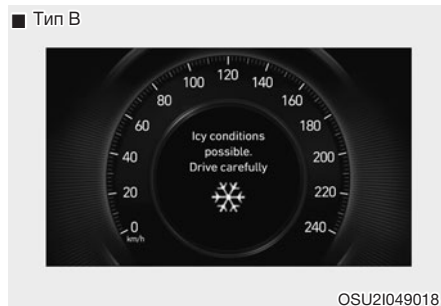 ■ Тип B
100 120 140
80 160
60 180
40 200
20 220
0 240
km/h
Icy conditions
possible.
Drive carefully
OSU2I049018